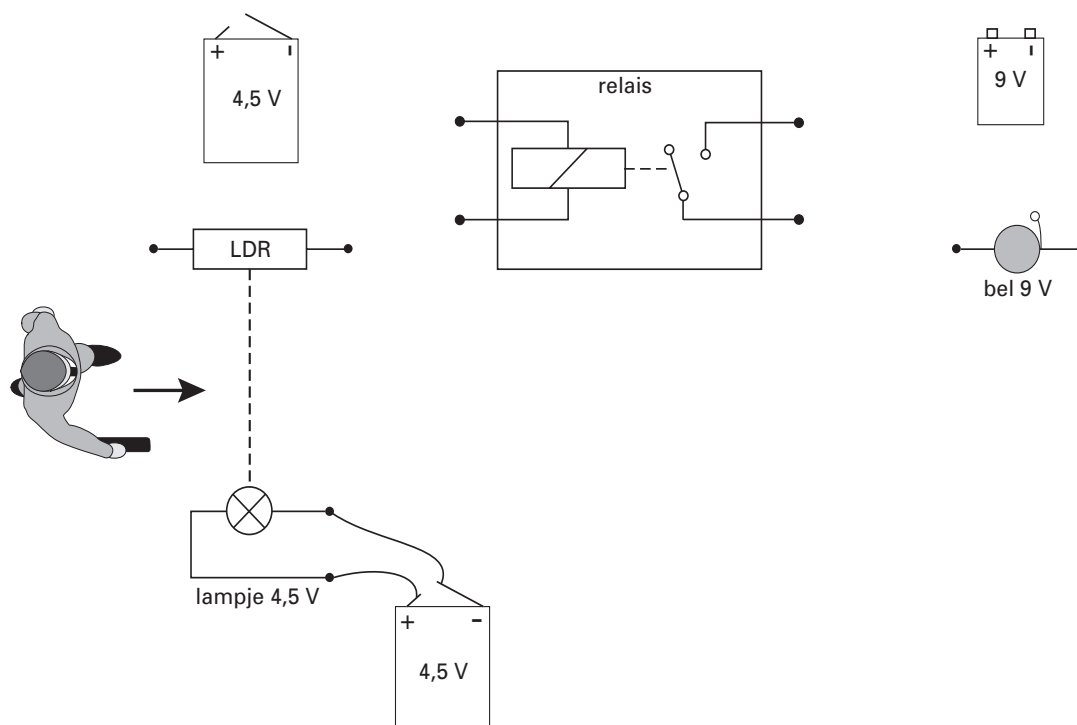 + -
4,5 V
relais
+ -
9 V
LDR
bel 9 V
lampje 4,5 V
+ -
4,5 V